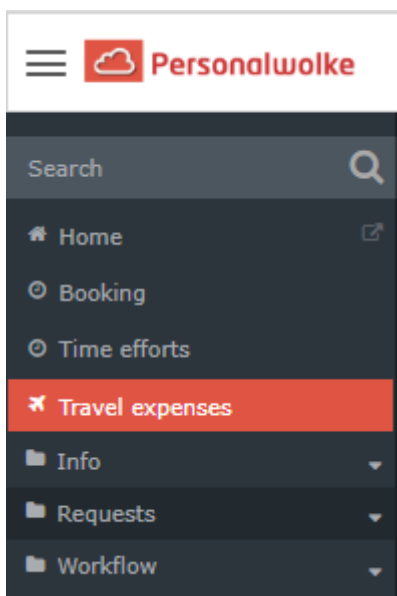 Personalwolke
Search
Home
Booking
Time efforts
Travel expenses
Info
Requests
Workflow